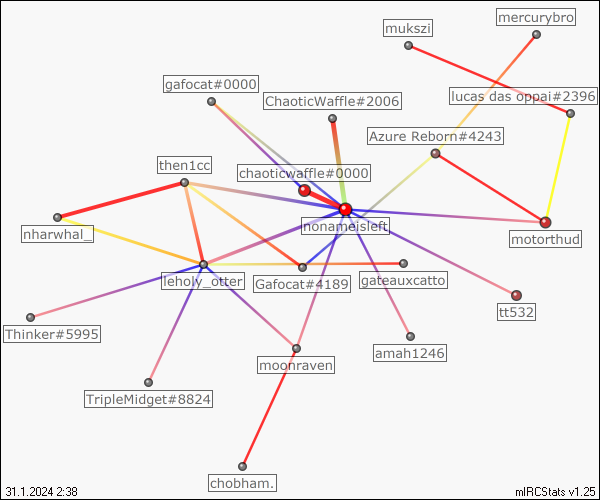 mercurybro
mukszi
gafocat#0000
lucas das oppai#2396
ChaoticWaffle#2006
Azure Reborn#4243
then1cc
chaoticwaffle#0000
nonameisleft
nharwhal_
motorthud
leholy_otter
Gafocat#4189
gateauxcatto
tt532
Thinker#5995
amah1246
moonraven
TripleMidget#8824
chobham.
31.1.2024 2:38
mIRCStats v1.25